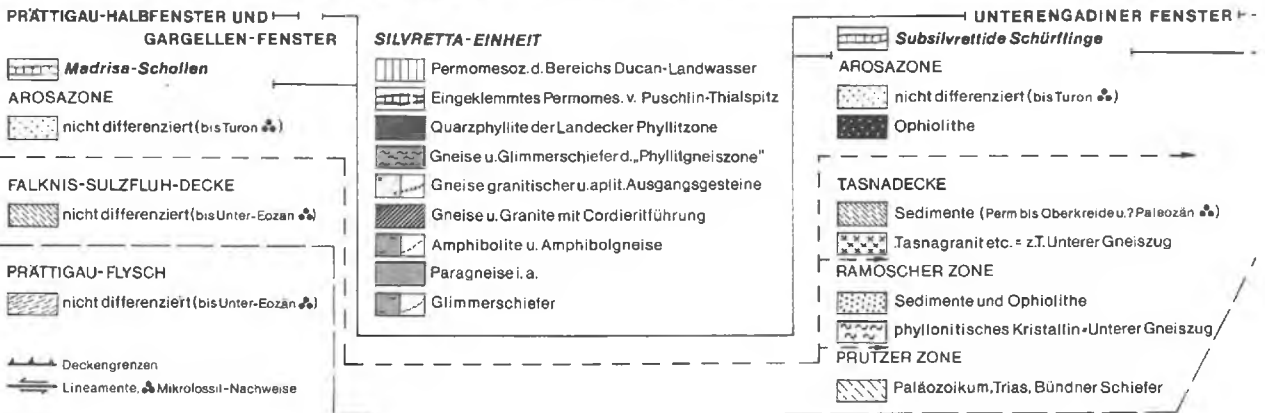 PRÄTTIGAU-HALBFENSTER UND
GARGELLEN-FENSTER
Madrisa-Schollen
AROSAZONE
nicht differenziert (bis Turon)
FALKNIS-SULZFLUH-DECKE
nicht differenziert (bis Unter-Eozän)
PRÄTTIGAU-FLYSCH
nicht differenziert (bis Unter-Eozän)
Deckengrenzen
Lineamente, Mikrofossil-Nachweise
SILVRETTA-EINHEIT
Permomesoz. d. Bereichs Ducan-Landwasser
Eingeklemmtes Permomes. v. Puschlin-Thialspitz
Quarzphyllite der Landecker Phyllitzone
Gneise u. Glimmerschiefer d. „Phyllitgneiszone"
Gneise granitischer u. aplit. Ausgangsgesteine
Gneise u. Granite mit Cordieritführung
Amphibolite u. Amphibolgneise
Paragneise i. a.
Glimmerschiefer
UNTERENGADINER FENSTER
Subsilvrettide Schürflinge
AROSAZONE
nicht differenziert (bis Turon)
Ophiolithe
TASNADECKE
Sedimente (Perm bis Oberkreide u. ? Paleozän)
Tasnagranit etc. = z.T. Unterer Gneiszug
RAMOSCHER ZONE
Sedimente und Ophiolithe
phyllonitisches Kristallin = Unterer Gneiszug
PRUTZER ZONE
Paläozoikum, Trias, Bündner Schiefer